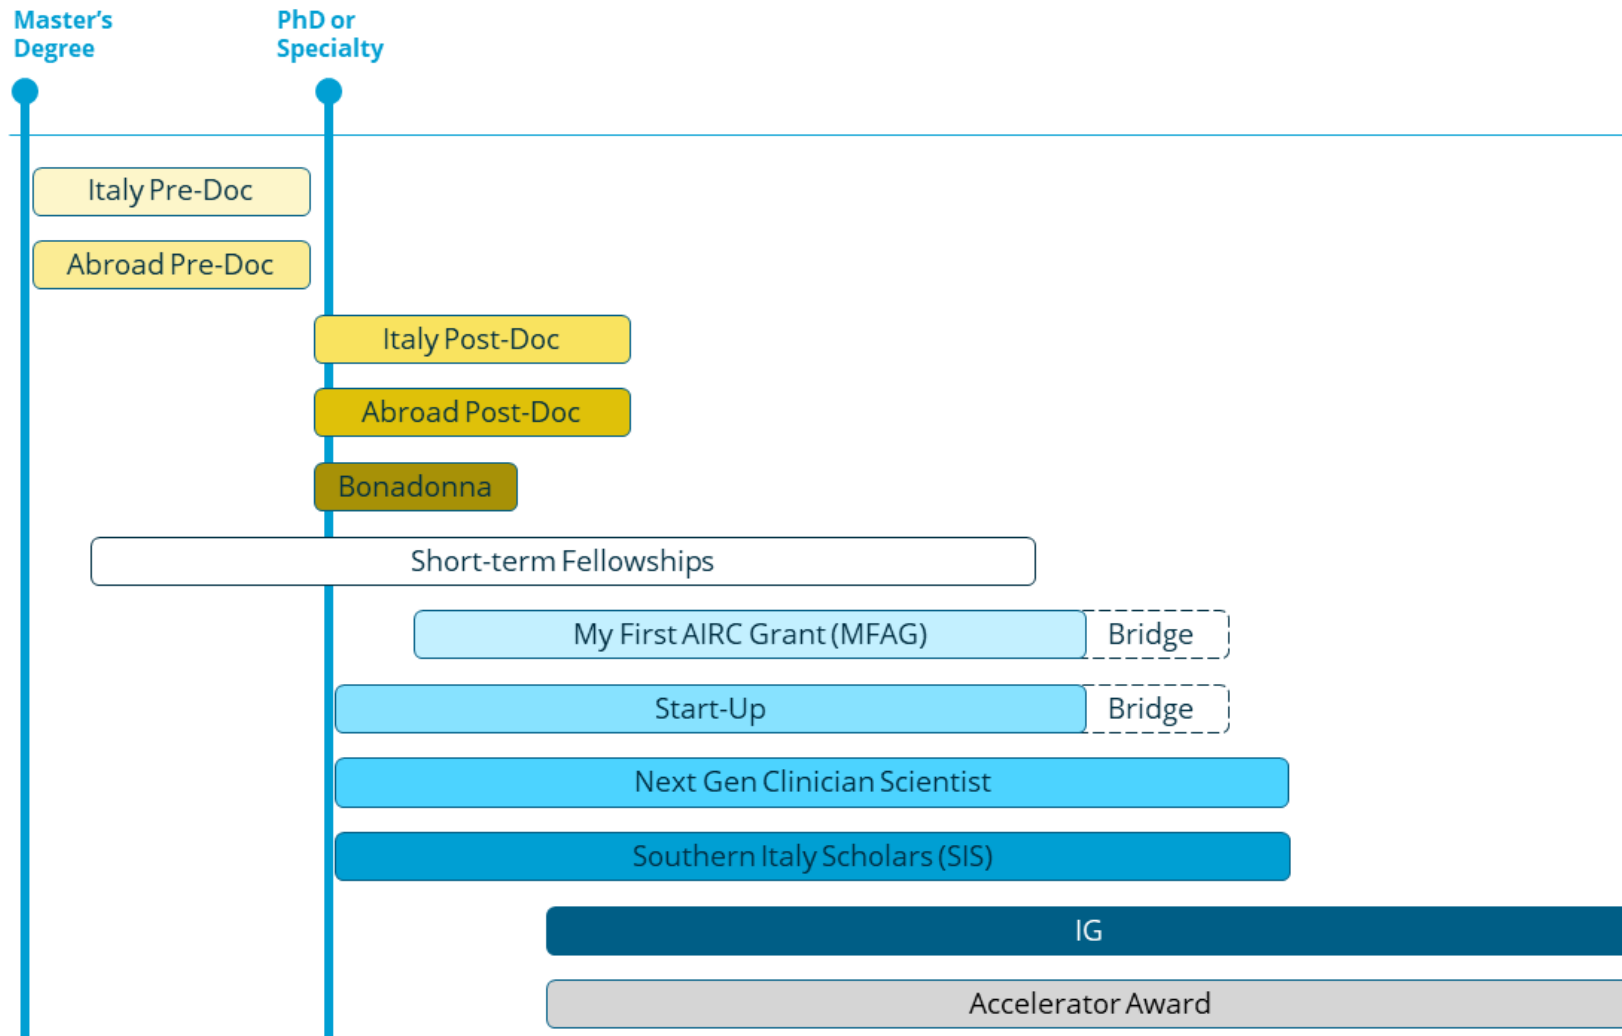 Master's
Degree
PhD or
Specialty
Italy Pre-Doc
Abroad Pre-Doc
Italy Post-Doc
Abroad Post-Doc
Bonadonna
Short-term Fellowships
My First AIRC Grant (MFAG)
Bridge
Start-Up
Bridge
Next Gen Clinician Scientist
Southern Italy Scholars (SIS)
IG
Accelerator Award